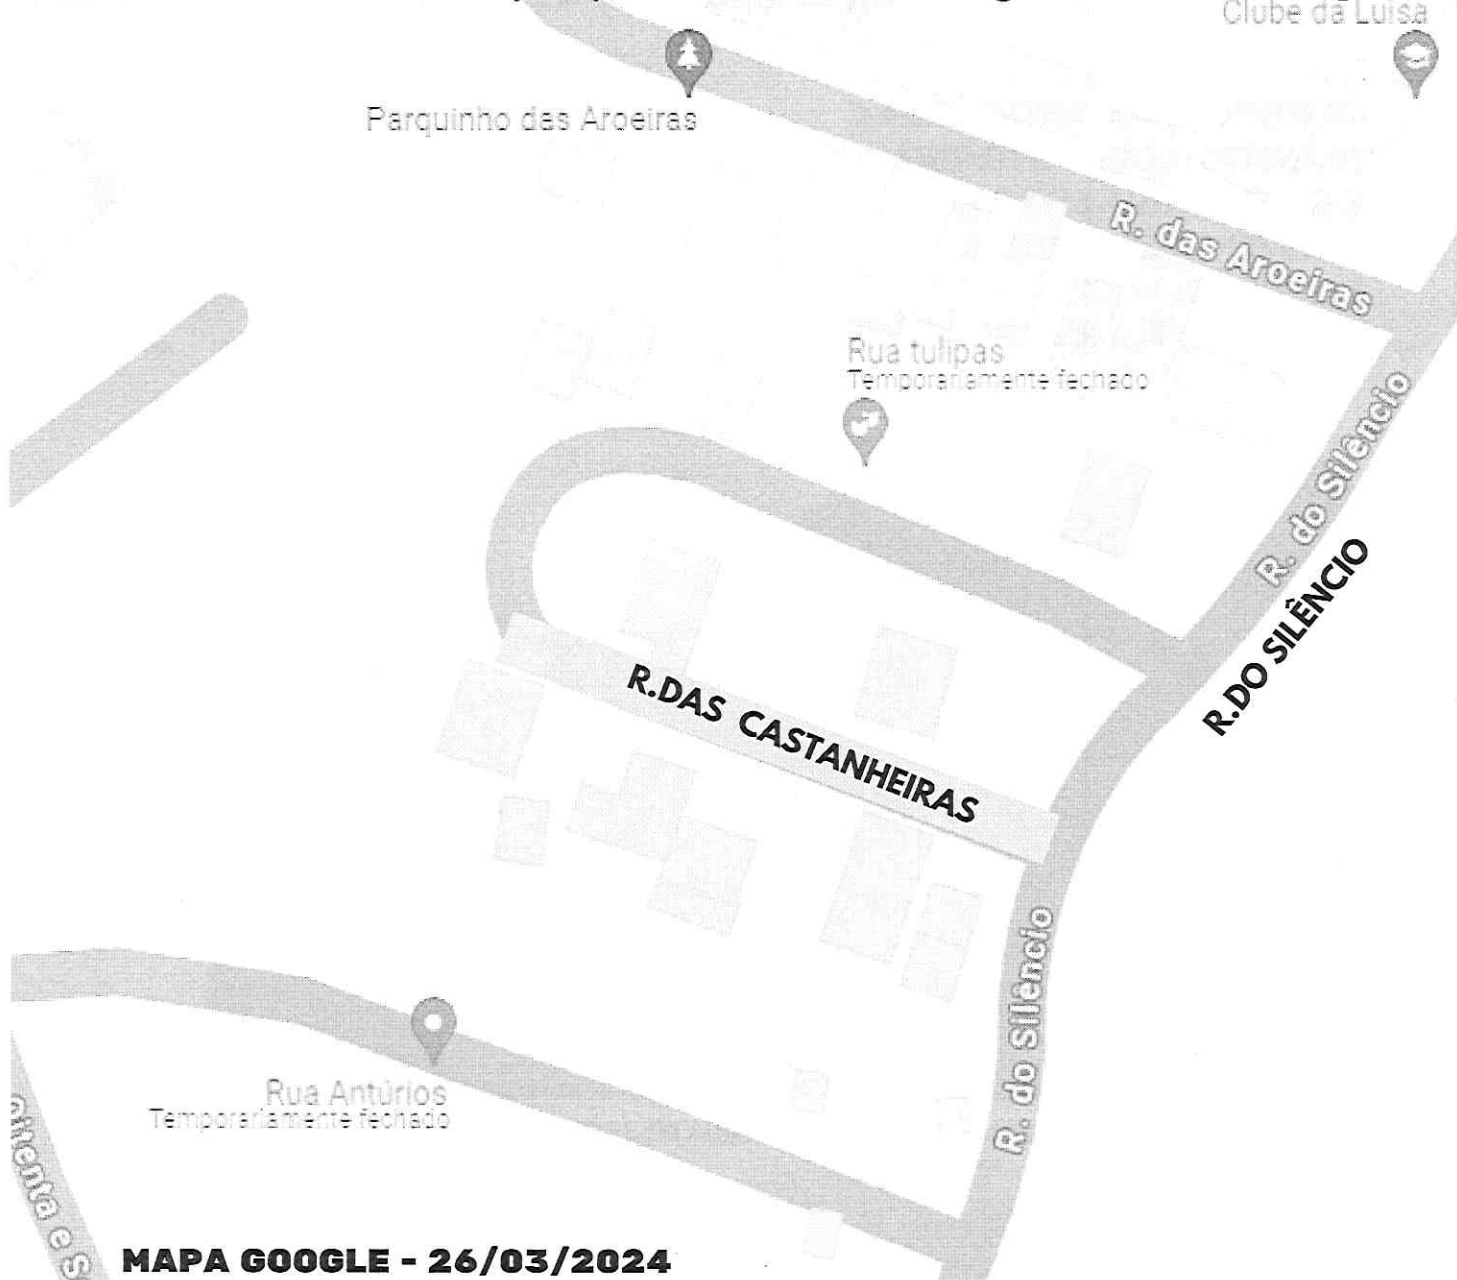 Clube da Luisa
Parquinho das Aroeiras
R. das Aroeiras
Rua tulipas
Temporariamente fechado
R. do Silêncio
R.DO SILÊNCIO
R.DAS CASTANHEIRAS
R. do Silêncio
Rua Antúrios
Temporariamente fechado
MAPA GOOGLE - 26/03/2024